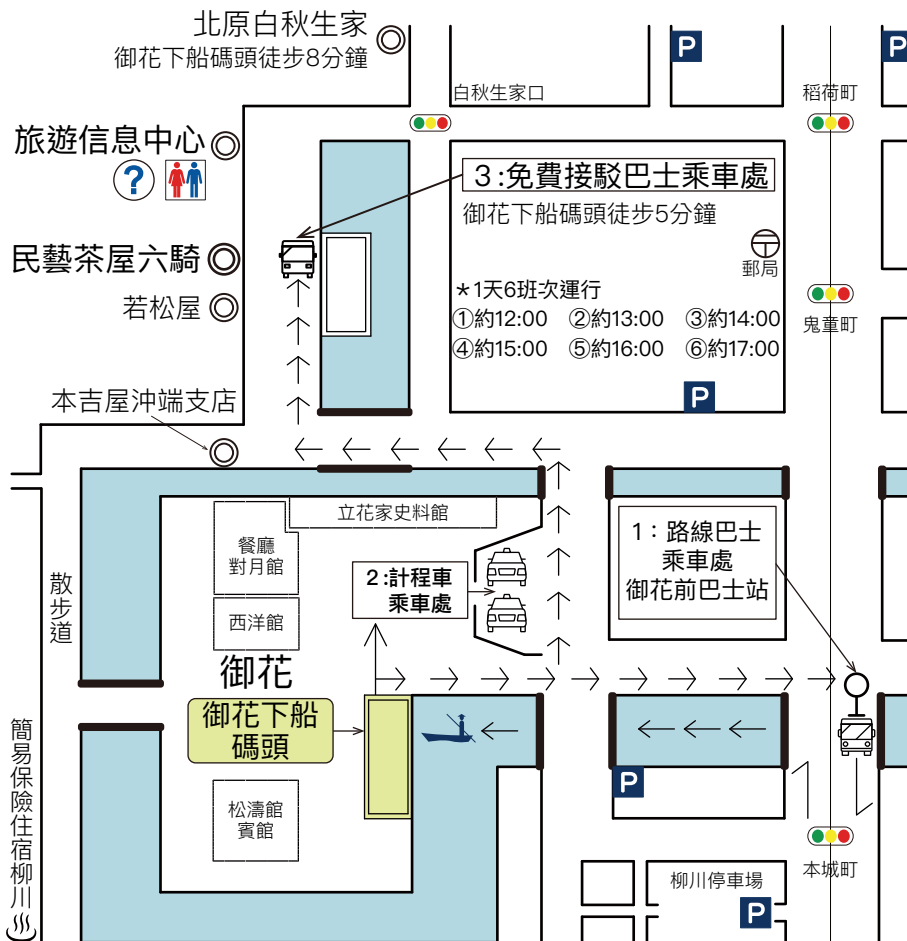 北原白秋生家
御花下船碼頭徒步8分鐘
P
P
白秋生家口
稻荷町
旅遊信息中心
?
3:免費接駁巴士乘車處
御花下船碼頭徒步5分鐘
郵局
民藝茶屋六騎
若松屋
*1天6班次運行
①約12:00 ②約13:00 ③約14:00
④約15:00 ⑤約16:00 ⑥約17:00
鬼童町
P
本吉屋沖端支店
立花家史料館
餐廳
對月館
西洋館
散步道
2:計程車
乘車處
1:路線巴士
乘車處
御花前巴士站
御花
御花下船
碼頭
松濤館
賓館
簡易保險住宿柳川
P
本城町
柳川停車場
P